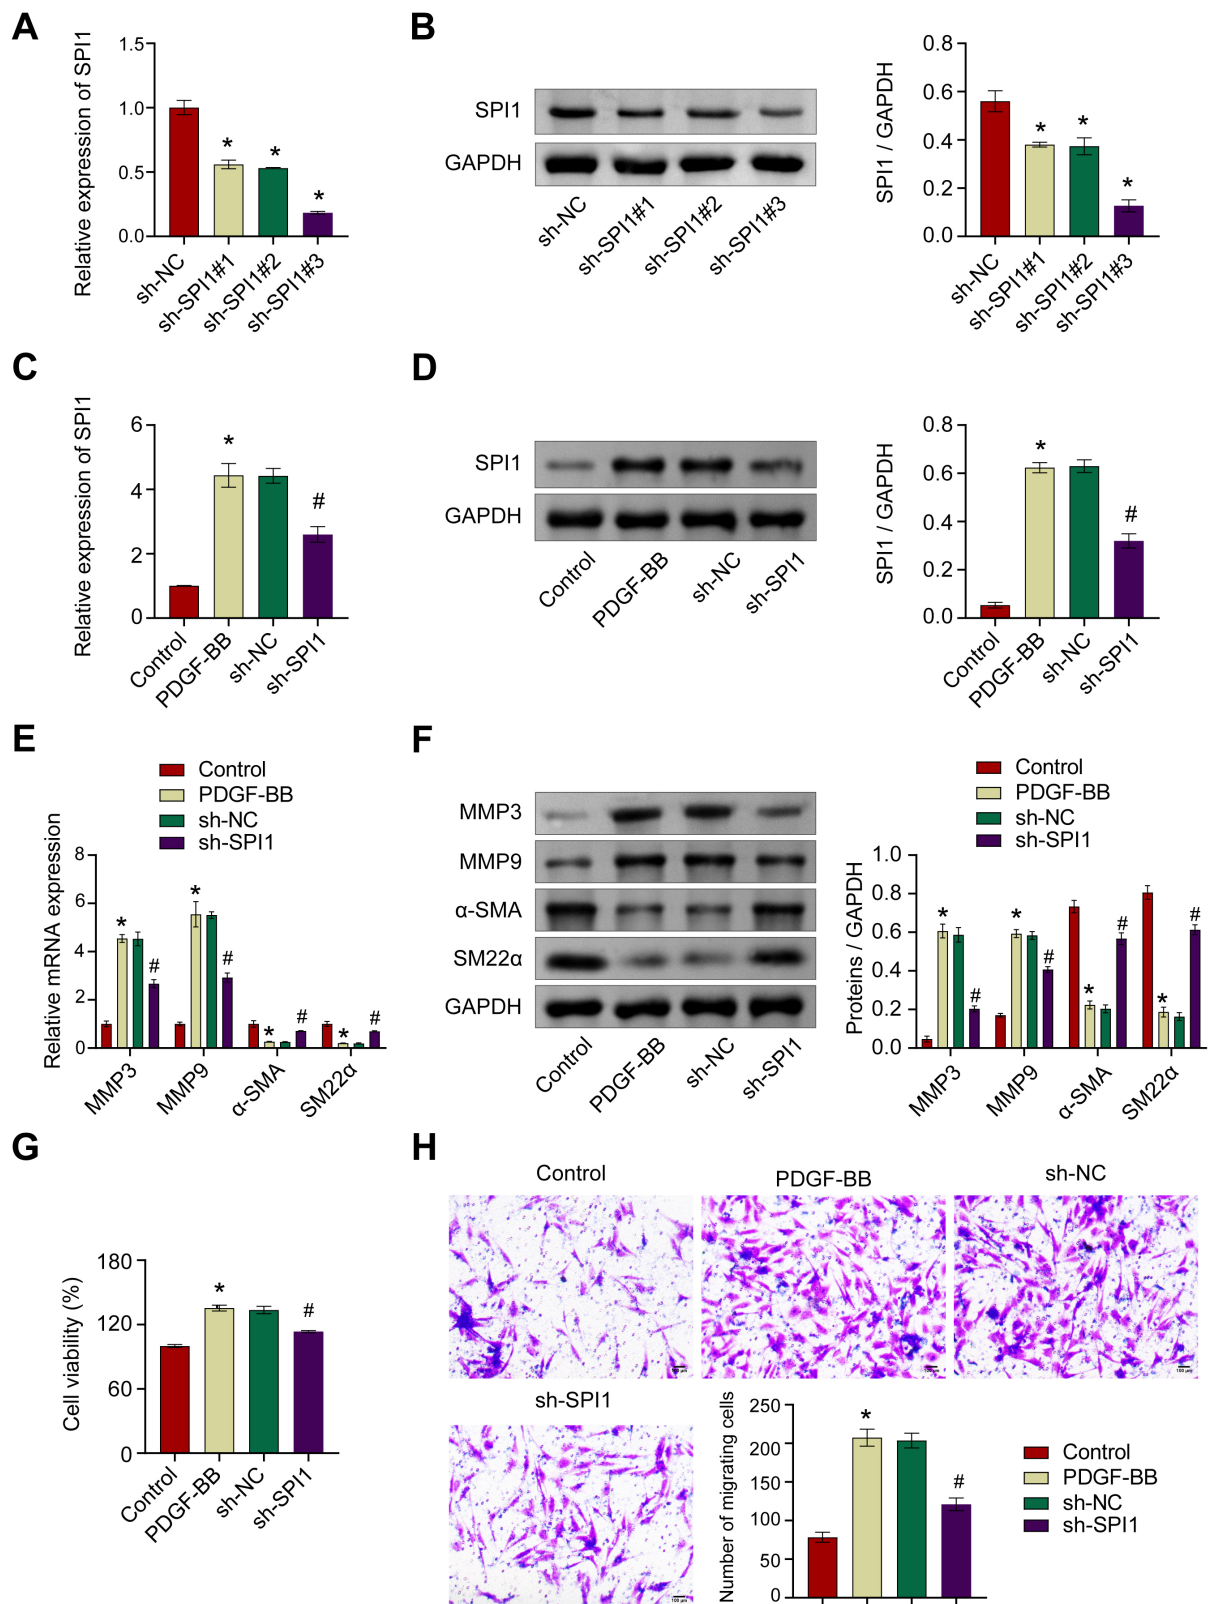 A
Relative expression of SPI1
1.5
1.0
0.5
0.0
*
*
*
sh-NC
sh-SPI1#1
sh-SPI1#2
sh-SPI1#3
B
SPI1
GAPDH
sh-NC
sh-SPI1#1
sh-SPI1#2
sh-SPI1#3
SPI1 / GAPDH
0.8
0.6
0.4
0.2
0.0
*
*
*
sh-NC
sh-SPI1#1
sh-SPI1#2
sh-SPI1#3
C
Relative expression of SPI1
6
4
2
0
*
#
Control
PDGF-BB
sh-NC
sh-SPI1
D
SPI1
GAPDH
Control
PDGF-BB
sh-NC
sh-SPI1
SPI1 / GAPDH
0.8
0.6
0.4
0.2
0.0
*
#
Control
PDGF-BB
sh-NC
sh-SPI1
E
Control
PDGF-BB
sh-NC
sh-SPI1
Relative mRNA expression
8
6
4
2
0
*
#
*
#
*
#
*
#
MMP3
MMP9
α-SMA
SM22α
F
MMP3
MMP9
α-SMA
SM22α
GAPDH
Control
PDGF-BB
sh-NC
sh-SPI1
Control
PDGF-BB
sh-NC
sh-SPI1
Proteins / GAPDH
1.0
0.8
0.6
0.4
0.2
0.0
*
#
*
#
*
#
*
#
MMP3
MMP9
α-SMA
SM22α
G
Cell viability (%)
180
120
60
0
*
#
Control
PDGF-BB
sh-NC
sh-SPI1
H
Control
PDGF-BB
sh-NC
100 μm
100 μm
100 μm
sh-SPI1
100 μm
Number of migrating cells
250
200
150
100
50
0
*
#
Control
PDGF-BB
sh-NC
sh-SPI1